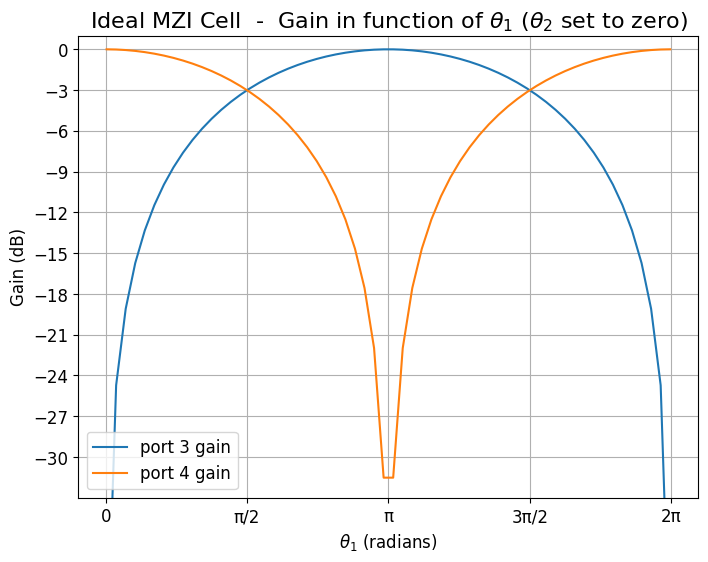 Ideal MZI Cell  -  Gain in function of θ₁ (θ₂ set to zero)
0
−3
−6
−9
−12
−15
−18
−21
−24
−27
−30
Gain (dB)
port 3 gain
port 4 gain
0 π/2 π 3π/2 2π
θ₁ (radians)